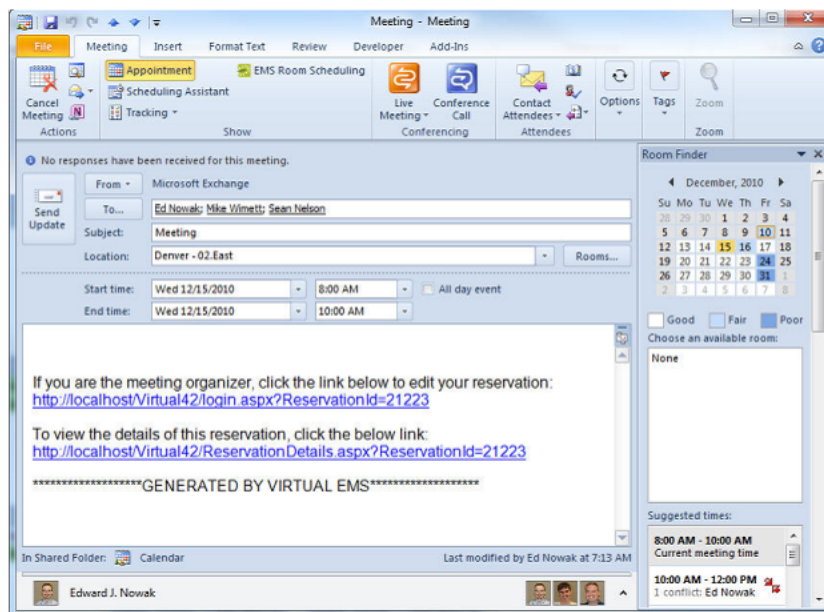 Meeting - Meeting
File Meeting Insert Format Text Review Developer Add-Ins
Cancel Meeting
Actions
Appointment
Scheduling Assistant
Tracking
EMS Room Scheduling
Show
Live Meeting
Conference Call
Conferencing
Contact Attendees
Attendees
Options
Tags
Zoom
Zoom
No responses have been received for this meeting.
Send Update
From Microsoft Exchange
To... Ed Nowak; Mike Wimett; Sean Nelson
Subject: Meeting
Location: Denver - 02.East Rooms...
Start time: Wed 12/15/2010 8:00 AM All day event
End time: Wed 12/15/2010 10:00 AM
If you are the meeting organizer, click the link below to edit your reservation:
http://localhost/Virtual42/login.aspx?ReservationId=21223
To view the details of this reservation, click the below link:
http://localhost/Virtual42/ReservationDetails.aspx?ReservationId=21223
*******************GENERATED BY VIRTUAL EMS*******************
In Shared Folder: Calendar Last modified by Ed Nowak at 7:13 AM
Edward J. Nowak
Room Finder
December, 2010
Su Mo Tu We Th Fr Sa
28 29 30 1 2 3 4
5 6 7 8 9 10 11
12 13 14 15 16 17 18
19 20 21 22 23 24 25
26 27 28 29 30 31 1
2 3 4 5 6 7 8
Good Fair Poor
Choose an available room:
None
Suggested times:
8:00 AM - 10:00 AM
Current meeting time
10:00 AM - 12:00 PM
1 conflict: Ed Nowak